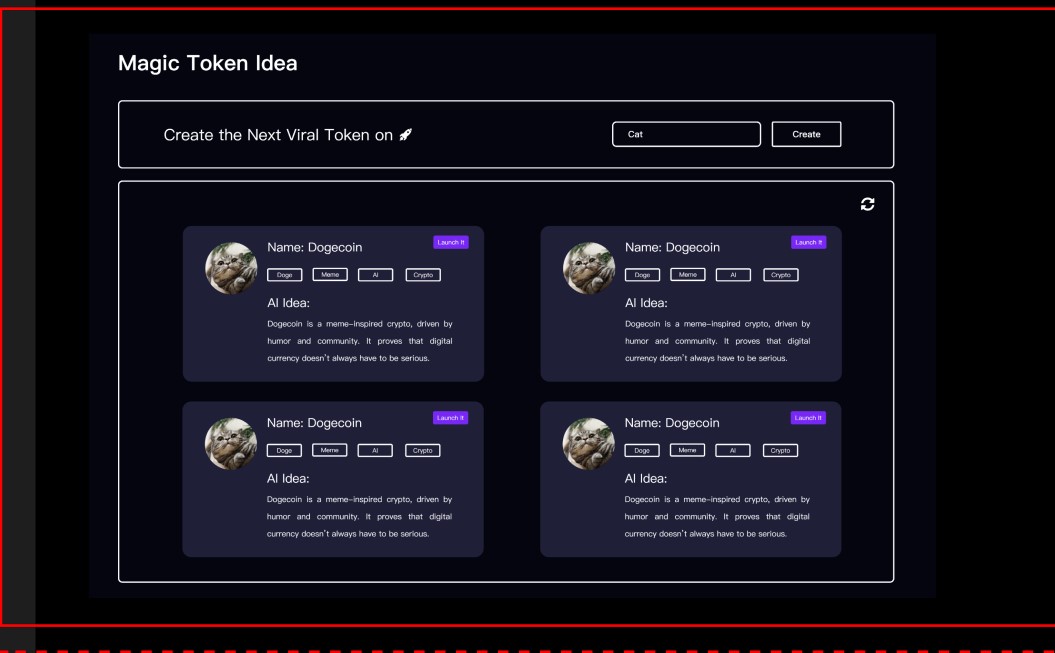 Magic Token Idea
Create the Next Viral Token on
Cat
Create
Name: Dogecoin
Launch It
Doge
Meme
AI
Crypto
AI Idea:
Dogecoin is a meme-inspired crypto, driven by
humor and community. It proves that digital
currency doesn't always have to be serious.
Name: Dogecoin
Launch It
Doge
Meme
AI
Crypto
AI Idea:
Dogecoin is a meme-inspired crypto, driven by
humor and community. It proves that digital
currency doesn't always have to be serious.
Name: Dogecoin
Launch It
Doge
Meme
AI
Crypto
AI Idea:
Dogecoin is a meme-inspired crypto, driven by
humor and community. It proves that digital
currency doesn't always have to be serious.
Name: Dogecoin
Launch It
Doge
Meme
AI
Crypto
AI Idea:
Dogecoin is a meme-inspired crypto, driven by
humor and community. It proves that digital
currency doesn't always have to be serious.